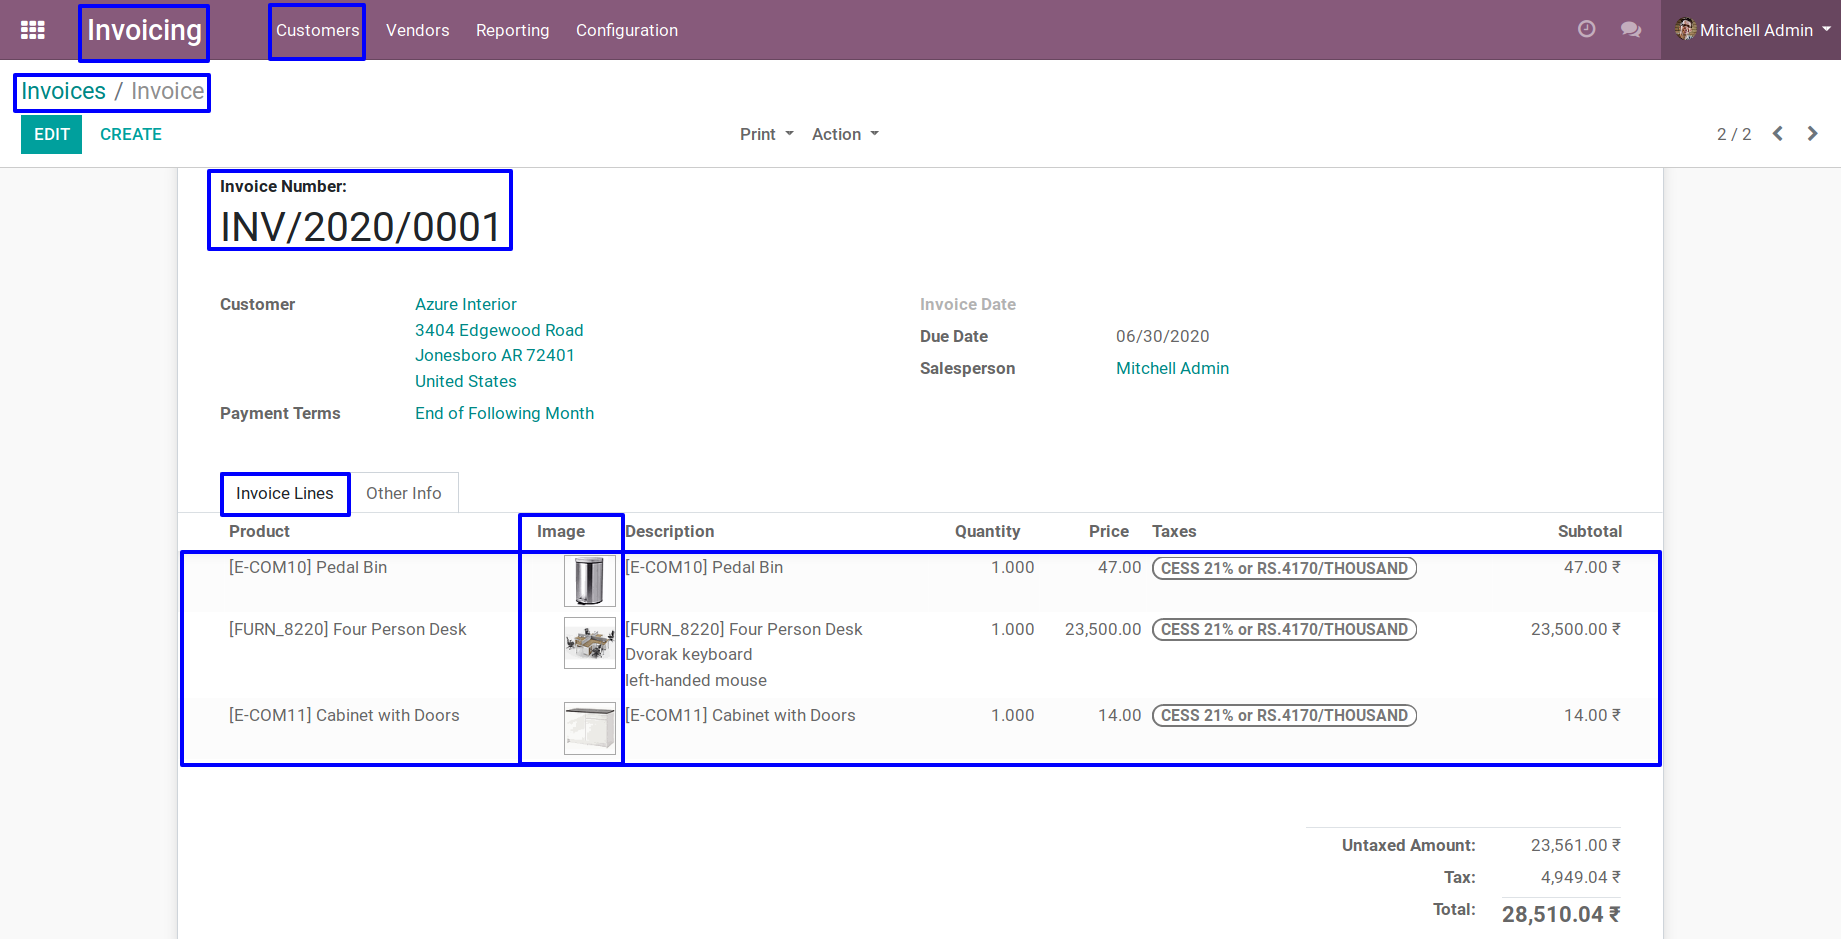 Invoicing Customers Vendors Reporting Configuration Mitchell Admin
Invoices / Invoice
EDIT CREATE Print Action 2 / 2
Invoice Number:
INV/2020/0001
Customer Azure Interior Invoice Date
3404 Edgewood Road Due Date 06/30/2020
Jonesboro AR 72401 Salesperson Mitchell Admin
United States
Payment Terms End of Following Month
Invoice Lines Other Info
Product Image Description Quantity Price Taxes Subtotal
[E-COM10] Pedal Bin [E-COM10] Pedal Bin 1.000 47.00 CESS 21% or RS.4170/THOUSAND 47.00 ₹
[FURN_8220] Four Person Desk [FURN_8220] Four Person Desk 1.000 23,500.00 CESS 21% or RS.4170/THOUSAND 23,500.00 ₹
Dvorak keyboard
left-handed mouse
[E-COM11] Cabinet with Doors [E-COM11] Cabinet with Doors 1.000 14.00 CESS 21% or RS.4170/THOUSAND 14.00 ₹
Untaxed Amount: 23,561.00 ₹
Tax: 4,949.04 ₹
Total: 28,510.04 ₹